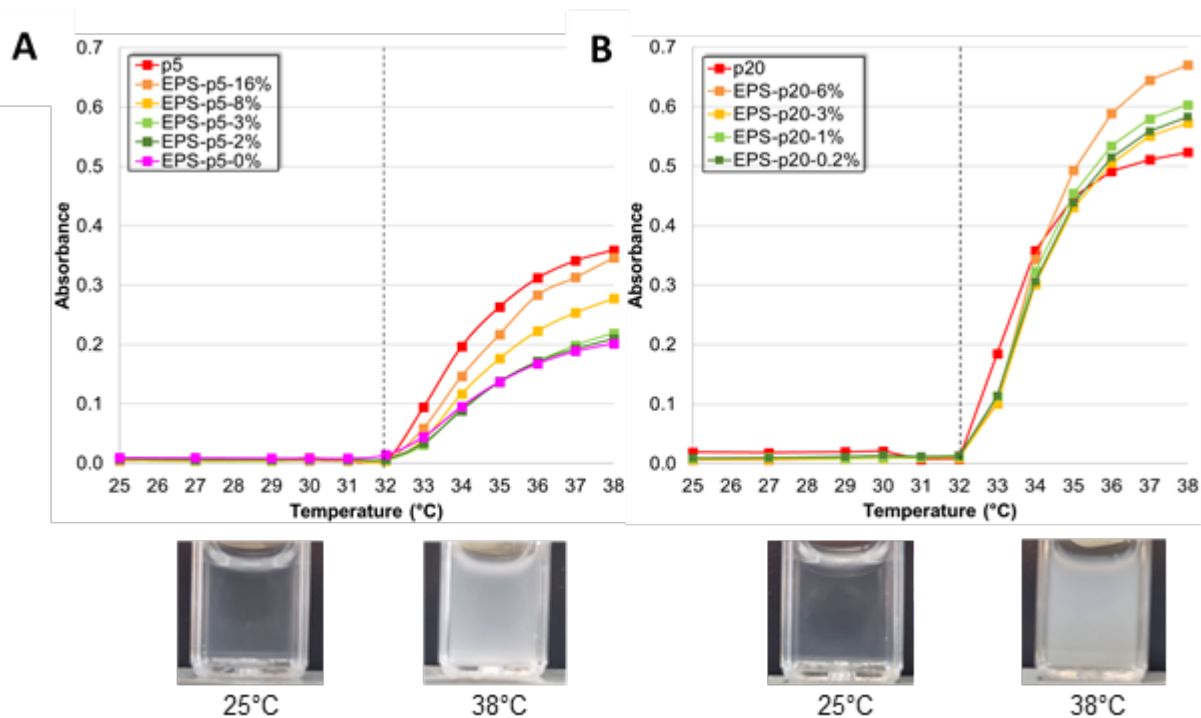 A
0.7
0.6
0.5
0.4
0.3
0.2
0.1
0.0
Absorbance
p5
EPS-p5-16%
EPS-p5-8%
EPS-p5-3%
EPS-p5-2%
EPS-p5-0%
25 26 27 28 29 30 31 32 33 34 35 36 37 38
Temperature (°C)
25°C 38°C
B
0.7
0.6
0.5
0.4
0.3
0.2
0.1
0.0
Absorbance
p20
EPS-p20-6%
EPS-p20-3%
EPS-p20-1%
EPS-p20-0.2%
25 26 27 28 29 30 31 32 33 34 35 36 37 38
Temperature (°C)
25°C 38°C